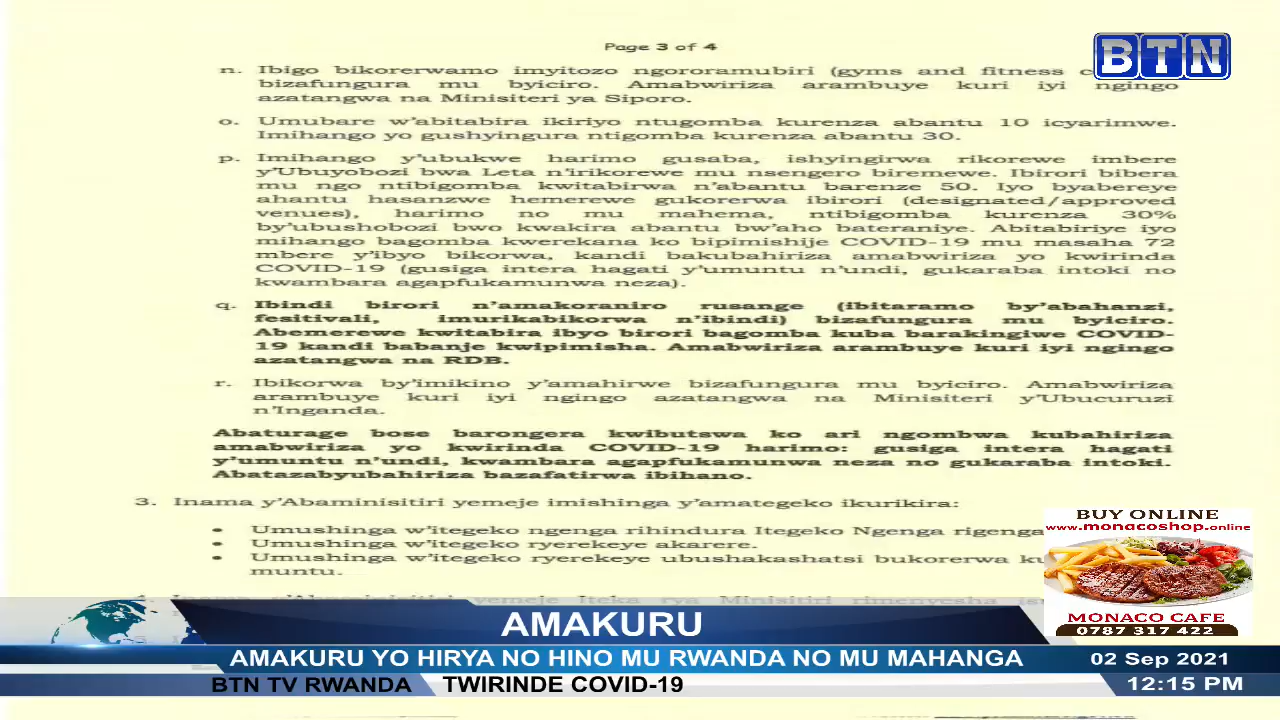 Page 3 of 4
BTN
n. Ibigo bikorerwamo imyitozo ngororamubiri (gyms and fitness
bizafungura mu byiciro. Amabwiriza arambuye kuri iyi ngingo
azatangwa na Minisiteri ya Siporo.
o. Umubare w'abitabira ikiriyo ntugomba kurenza abantu 10 icyarimwe.
Imihango yo gushyingura ntigomba kurenza abantu 30.
p. Imihango y'ubukwe harimo gusaba, ishyingirwa rikorewe imbere
y'Ubuyobozi bwa Leta n'irikorewe mu nsengero biremewe. Ibirori bibera
mu ngo ntibigomba kwitabirwa n'abantu barenze 50. Iyo byabereye
ahantu hasanzwe hemerewe gukorerwa ibirori (designated/approved
venues), harimo no mu mahema, ntibigomba kurenza 30%
by'ubushobozi bwo kwakira abantu bw'aho bateraniye. Abitabiriye iyo
mihango bagomba kwerekana ko bipimishije COVID-19 mu masaha 72
mbere y'ibyo bikorwa, kandi bakubahiriza amabwiriza yo kwirinda
COVID-19 (gusiga intera hagati y'umuntu n'undi, gukaraba intoki no
kwambara agapfukamunwa neza).
q. Ibindi birori n'amakoraniro rusange (ibitaramo by'abahanzi,
fesitivali, imurikabikorwa n'ibindi) bizafungura mu byiciro.
Abemerewe kwitabira ibyo birori bagomba kuba barakingiwe COVID-
19 kandi babanje kwipimisha. Amabwiriza arambuye kuri iyi ngingo
azatangwa na RDB.
r. Ibikorwa by'imikino y'amahirwe bizafungura mu byiciro. Amabwiriza
arambuye kuri iyi ngingo azatangwa na Minisiteri y'Ubucuruzi
n'Inganda.
Abaturage bose barongera kwibutswa ko ari ngombwa kubahiriza
amabwiriza yo kwirinda COVID-19 harimo: gusiga intera hagati
y'umuntu n'undi, kwambara agapfukamunwa neza no gukaraba intoki.
Abatazabyubahiriza bazafatirwa ibihano.
3. Inama y'Abaminisitiri yemeje imishinga y'amategeko ikurikira:
• Umushinga w'itegeko ngenga rihindura Itegeko Ngenga
• Umushinga w'itegeko ryerekeye akarere.
• Umushinga w'itegeko ryerekeye ubushakashatsi bukorerwa
muntu.
BUY ONLINE
www.monacoshop.online
MONACO CAFE
0787 317 422
AMAKURU
AMAKURU YO HIRYA NO HINO MU RWANDA NO MU MAHANGA
02 Sep 2021
BTN TV RWANDA
TWIRINDE COVID-19
12:15 PM